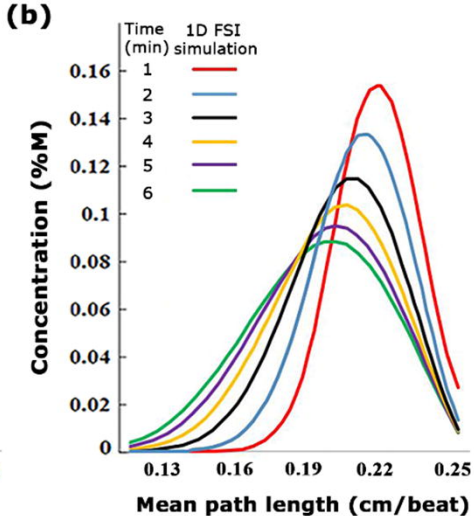 (b)
Time 1D FSI
(min) simulation
1
2
3
4
5
6
0.16
0.14
0.12
0.1
0.08
0.06
0.04
0.02
0
Concentration (%M)
0.13 0.16 0.19 0.22 0.25
Mean path length (cm/beat)